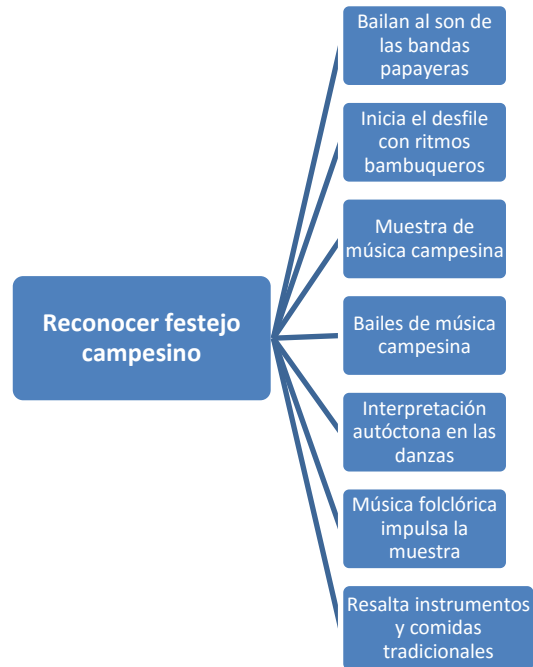 Bailan al son de
las bandas
papayeras
Inicia el desfile
con ritmos
bambuqueros
Muestra de
música campesina
Reconocer festejo
campesino
Bailes de música
campesina
Interpretación
autóctona en las
danzas
Música folclórica
impulsa la
muestra
Resalta instrumentos
y comidas
tradicionales